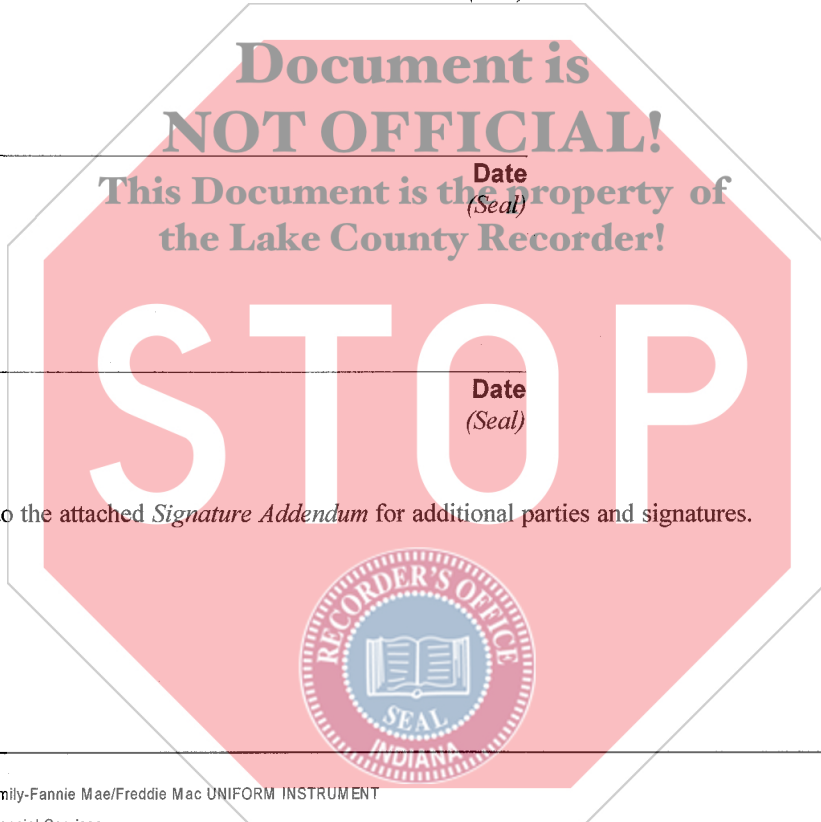 Document is
NOT OFFICIAL!
Date
This Document is the property of
(Seal)
the Lake County Recorder!
STOP
Date
(Seal)
o the attached Signature Addendum for additional parties and signatures.
RECORDER'S OFFICE
SEAL
INDIANA
mily-Fannie Mae/Freddie Mac UNIFORM INSTRUMENT